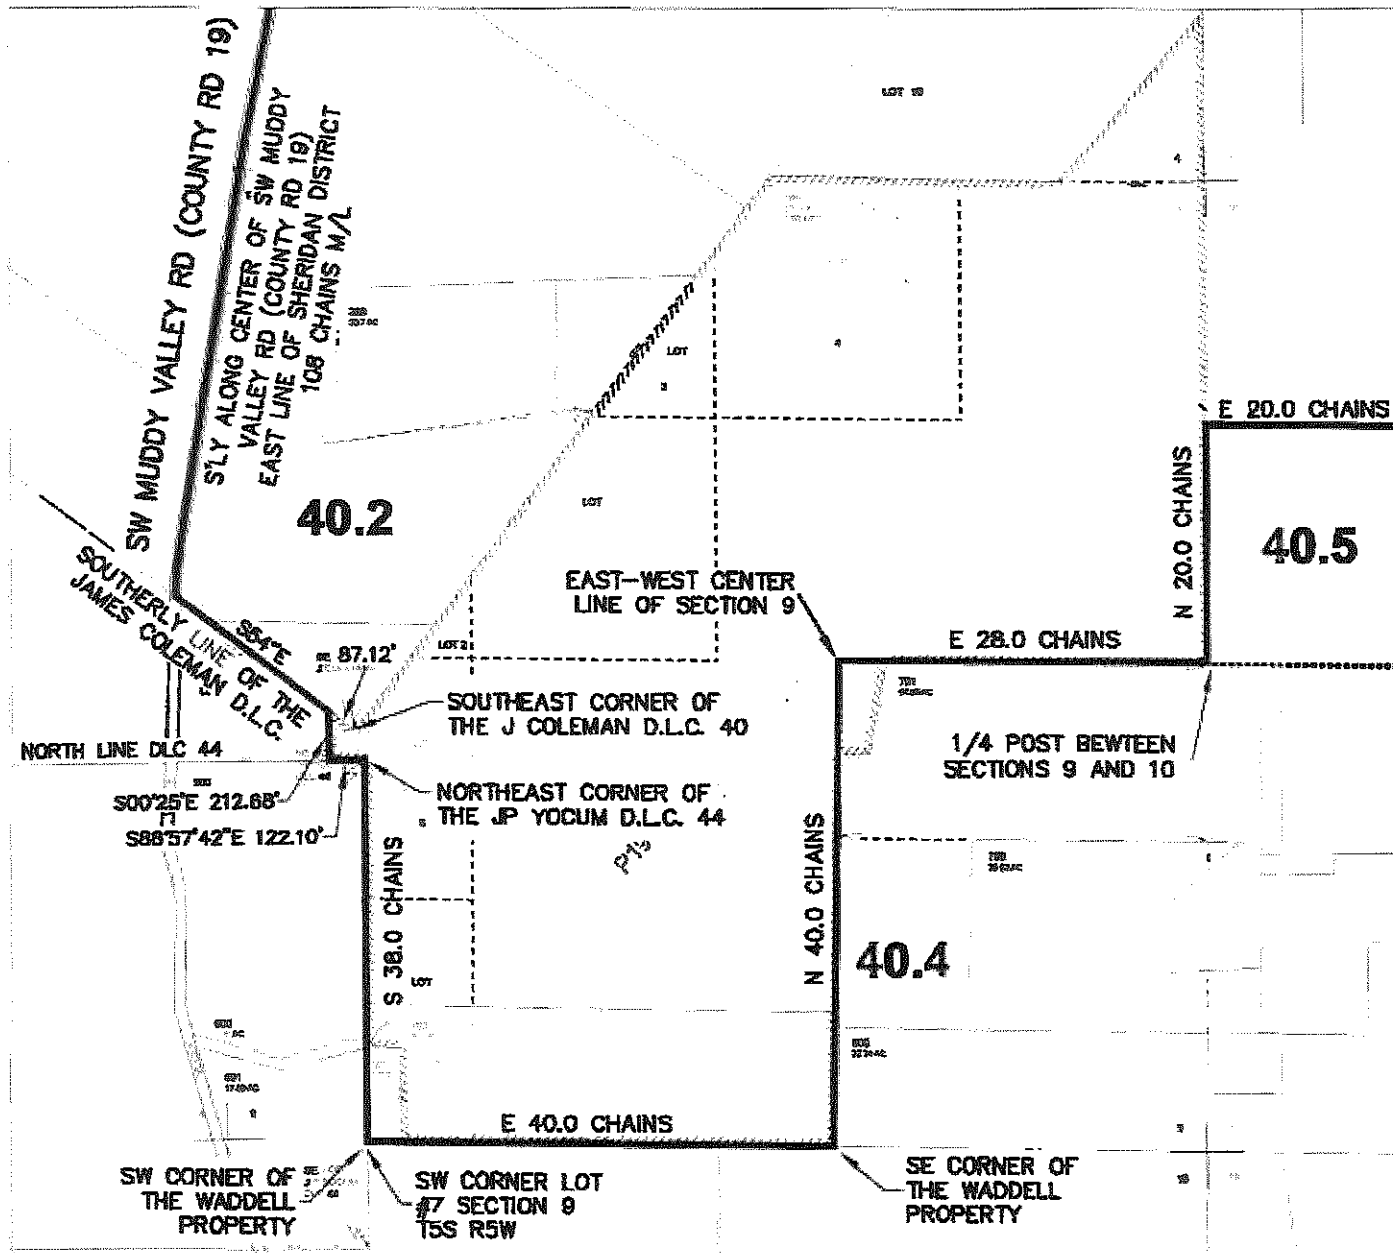 SW MUDDY VALLEY RD (COUNTY RD 19)
S'LY ALONG CENTER OF SW MUDDY
VALLEY RD (COUNTY RD 19)
EAST LINE OF SHERIDAN DISTRICT
108 CHAINS M/L
LOT 10
4
LOT
3
4
E 20.0 CHAINS
N 20.0 CHAINS
40.2
LOT
40.5
EAST-WEST CENTER
LINE OF SECTION 9
SOUTHERLY LINE OF THE
JAMES COLEMAN D.L.C.
S54°E
87.12'
LOT 2
E 28.0 CHAINS
SOUTHEAST CORNER OF
THE J COLEMAN D.L.C. 40
NORTH LINE DLC 44
1/4 POST BEWTEEN
SECTIONS 9 AND 10
S00°25'E 212.68'
S88°57'42"E 122.10'
NORTHEAST CORNER OF
THE JP YOCUM D.L.C. 44
S 38.0 CHAINS
N 40.0 CHAINS
40.4
LOT
E 40.0 CHAINS
SW CORNER OF
THE WADDELL
PROPERTY
SW CORNER LOT
#7 SECTION 9
T5S R5W
SE CORNER OF
THE WADDELL
PROPERTY